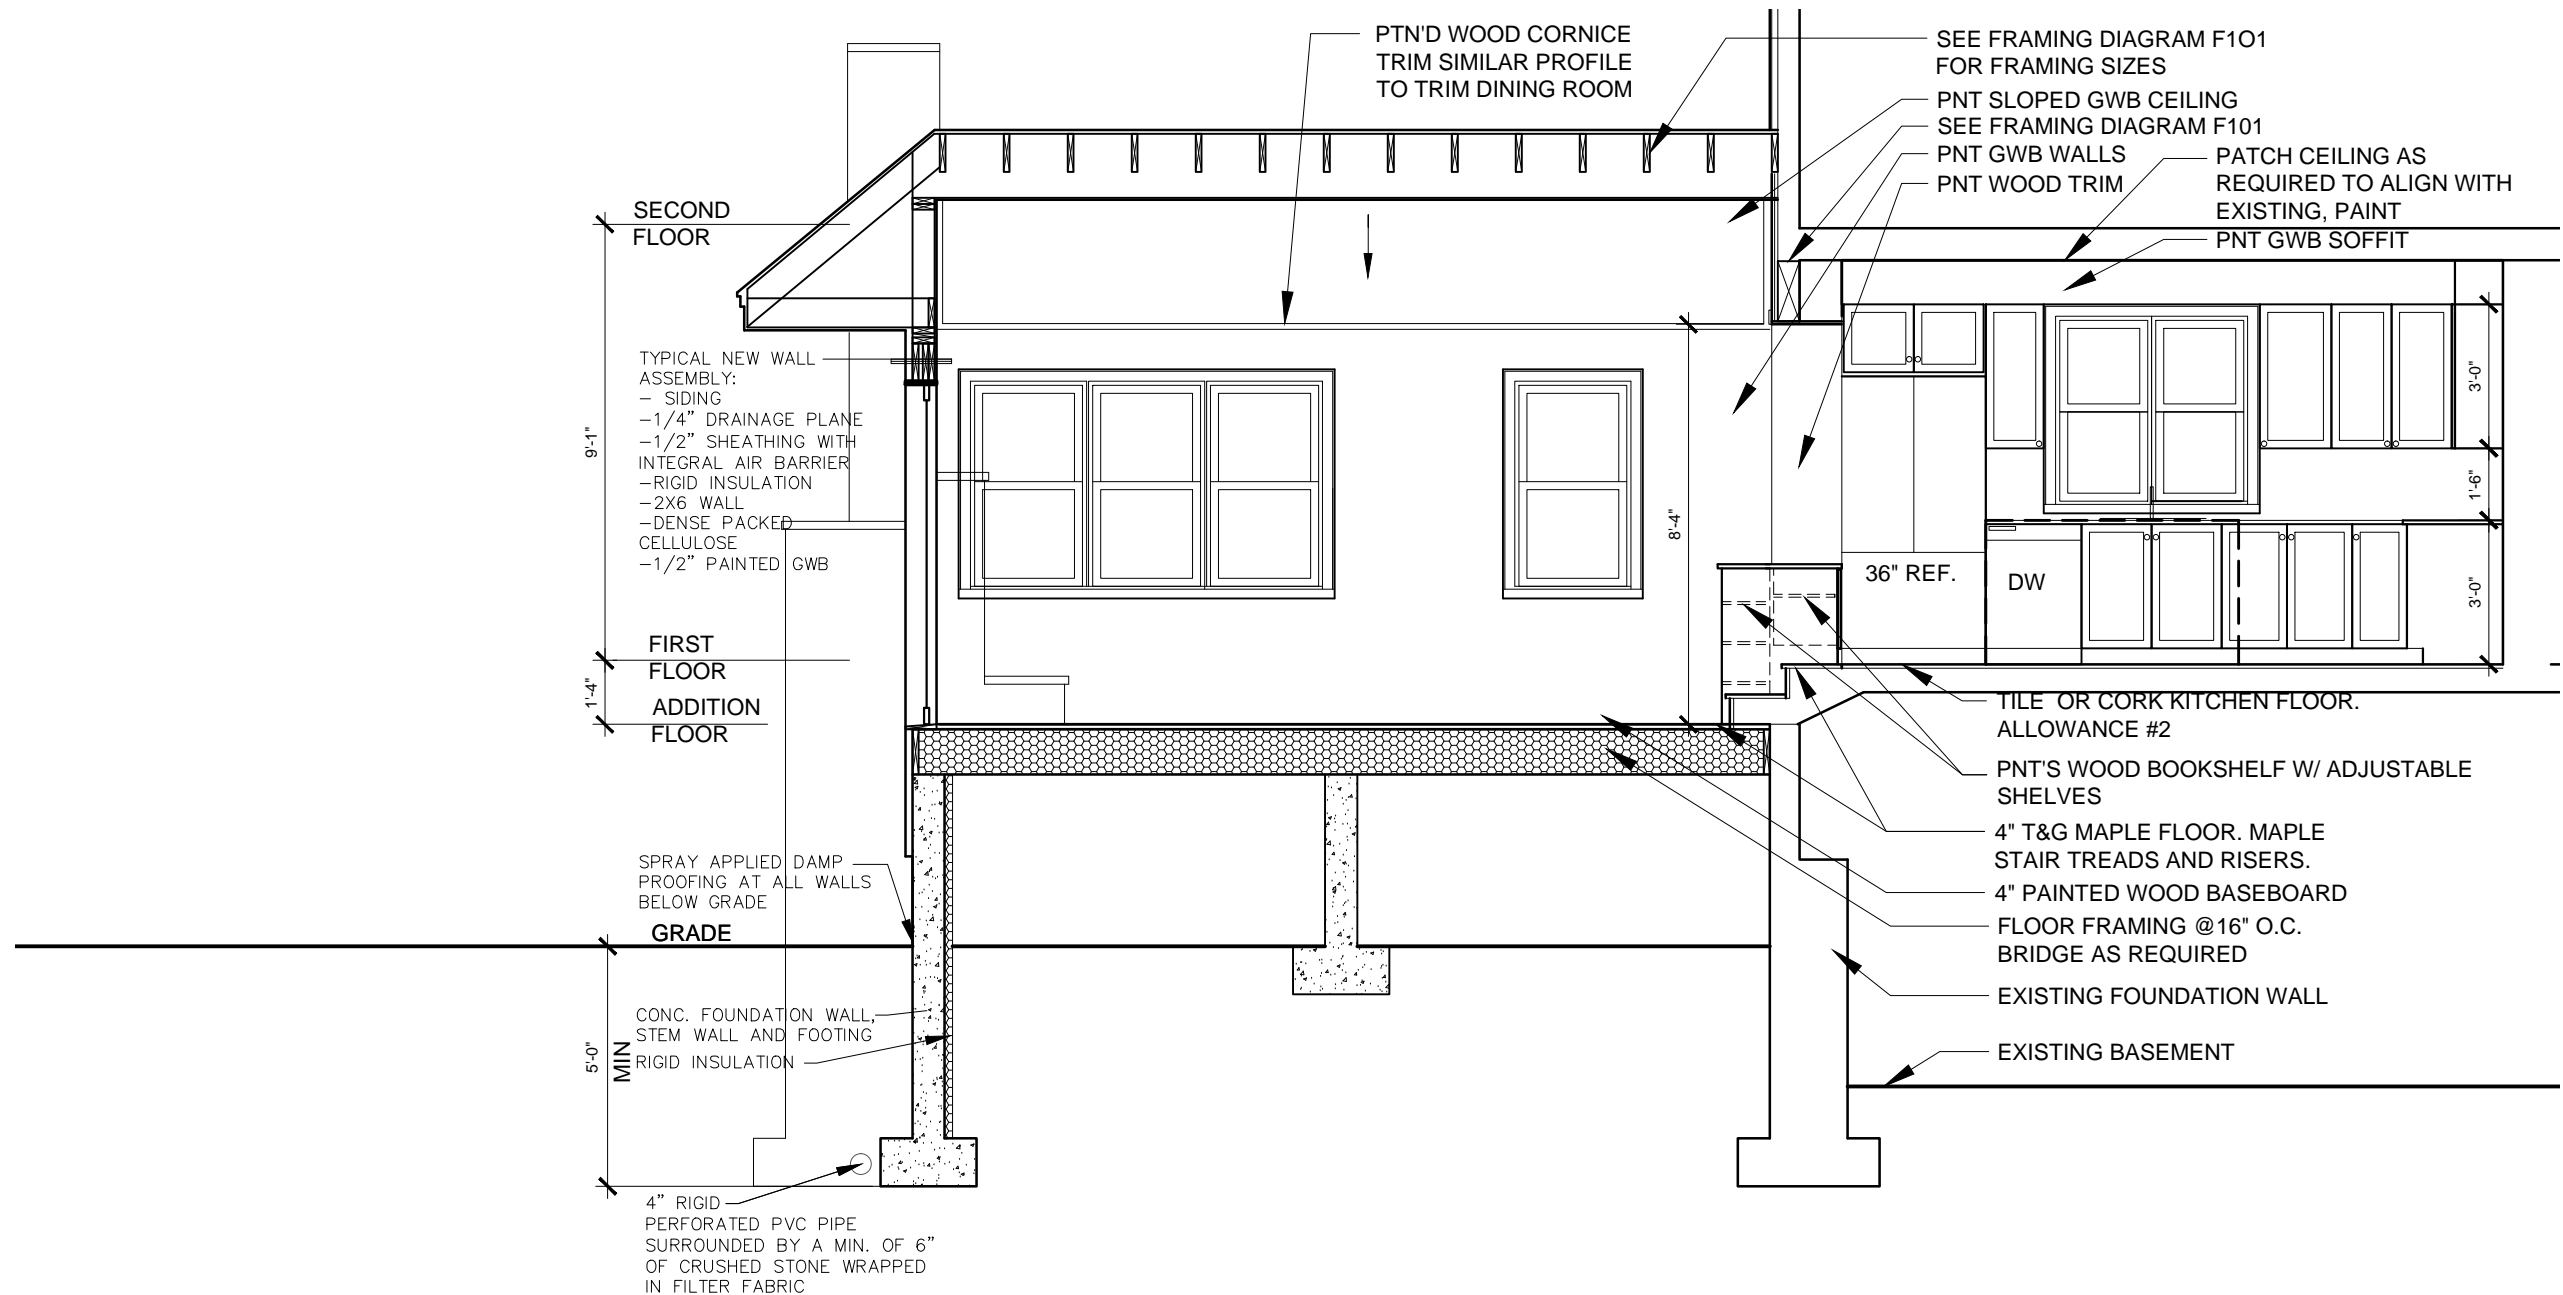 PTN'D WOOD CORNICE
TRIM SIMILAR PROFILE
TO TRIM DINING ROOM
SEE FRAMING DIAGRAM F1O1
FOR FRAMING SIZES
PNT SLOPED GWB CEILING
SEE FRAMING DIAGRAM F101
PNT GWB WALLS
PNT WOOD TRIM
PATCH CEILING AS
REQUIRED TO ALIGN WITH
EXISTING, PAINT
PNT GWB SOFFIT
SECOND
FLOOR
TYPICAL NEW WALL
ASSEMBLY:
- SIDING
-1/4" DRAINAGE PLANE
-1/2" SHEATHING WITH
INTEGRAL AIR BARRIER
-RIGID INSULATION
-2X6 WALL
-DENSE PACKED
CELLULOSE
-1/2" PAINTED GWB
9'-1"
8'-4"
3'-0"
1'-6"
3'-0"
36" REF.
DW
FIRST
FLOOR
1'-4"
ADDITION
FLOOR
TILE OR CORK KITCHEN FLOOR.
ALLOWANCE #2
PNT'S WOOD BOOKSHELF W/ ADJUSTABLE
SHELVES
4" T&G MAPLE FLOOR. MAPLE
STAIR TREADS AND RISERS.
4" PAINTED WOOD BASEBOARD
FLOOR FRAMING @16" O.C.
BRIDGE AS REQUIRED
EXISTING FOUNDATION WALL
EXISTING BASEMENT
SPRAY APPLIED DAMP
PROOFING AT ALL WALLS
BELOW GRADE
GRADE
CONC. FOUNDATION WALL,
STEM WALL AND FOOTING
RIGID INSULATION
5'-0"
MIN
4" RIGID
PERFORATED PVC PIPE
SURROUNDED BY A MIN. OF 6"
OF CRUSHED STONE WRAPPED
IN FILTER FABRIC